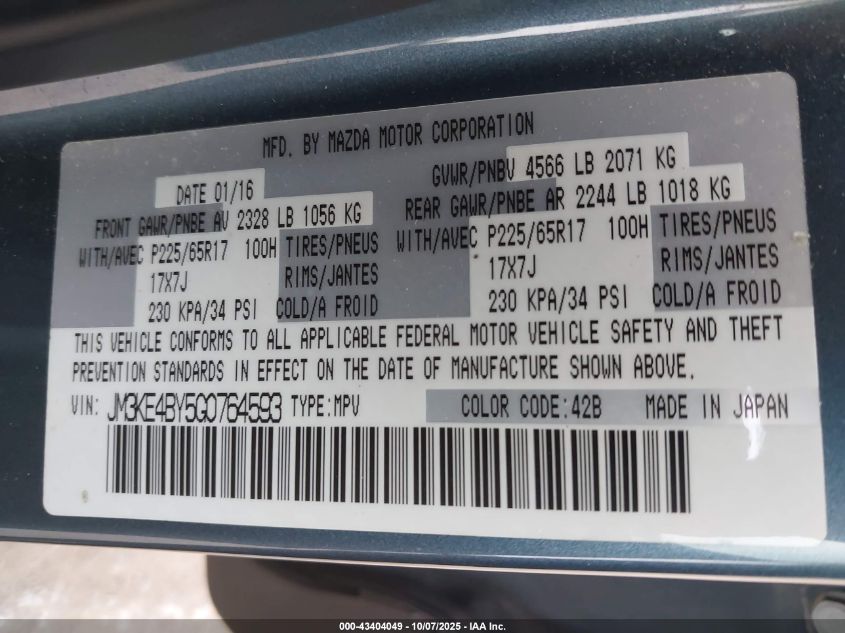 MFD. BY MAZDA MOTOR CORPORATION
DATE 01/16 GVWR/PNBV 4566 LB 2071 KG
FRONT GAWR/PNBE AV 2328 LB 1056 KG REAR GAWR/PNBE AR 2244 LB 1018 KG
WITH/AVEC P225/65R17 100H TIRES/PNEUS WITH/AVEC P225/65R17 100H TIRES/PNEUS
17X7J RIMS/JANTES 17X7J RIMS/JANTES
230 KPA/34 PSI COLD/A FROID 230 KPA/34 PSI COLD/A FROID
THIS VEHICLE CONFORMS TO ALL APPLICABLE FEDERAL MOTOR VEHICLE SAFETY AND THEFT
PREVENTION STANDARDS IN EFFECT ON THE DATE OF MANUFACTURE SHOWN ABOVE.
VIN: JM3KE4BY5G0764593 TYPE:MPV COLOR CODE:42B MADE IN JAPAN
000-43404049 - 10/07/2025 - IAA Inc.